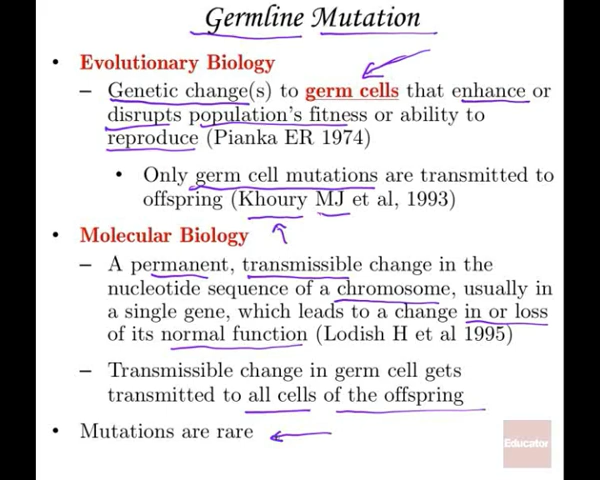 Germline Mutation
• Evolutionary Biology
– Genetic change(s) to germ cells that enhance or
disrupts population's fitness or ability to
reproduce (Pianka ER 1974)
• Only germ cell mutations are transmitted to
offspring (Khoury MJ et al, 1993)
• Molecular Biology
– A permanent, transmissible change in the
nucleotide sequence of a chromosome, usually in
a single gene, which leads to a change in or loss
of its normal function (Lodish H et al 1995)
– Transmissible change in germ cell gets
transmitted to all cells of the offspring
• Mutations are rare
Educator